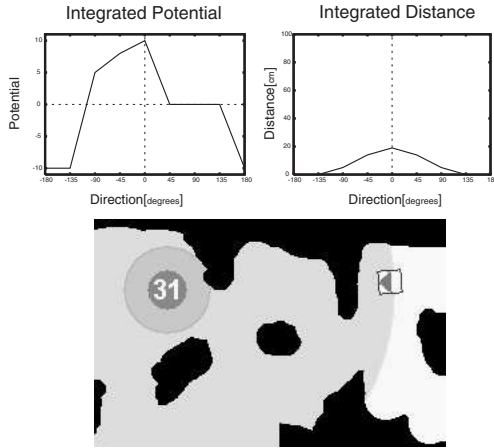 Integrated Potential
Integrated Distance
Potential
10
5
0
-5
-10
-180 -135 -90 -45 0 45 90 135 180
Direction[degrees]
Distance[cm]
100
80
60
40
20
0
-180 -135 -90 -45 0 45 90 135 18
Direction[degrees]
31